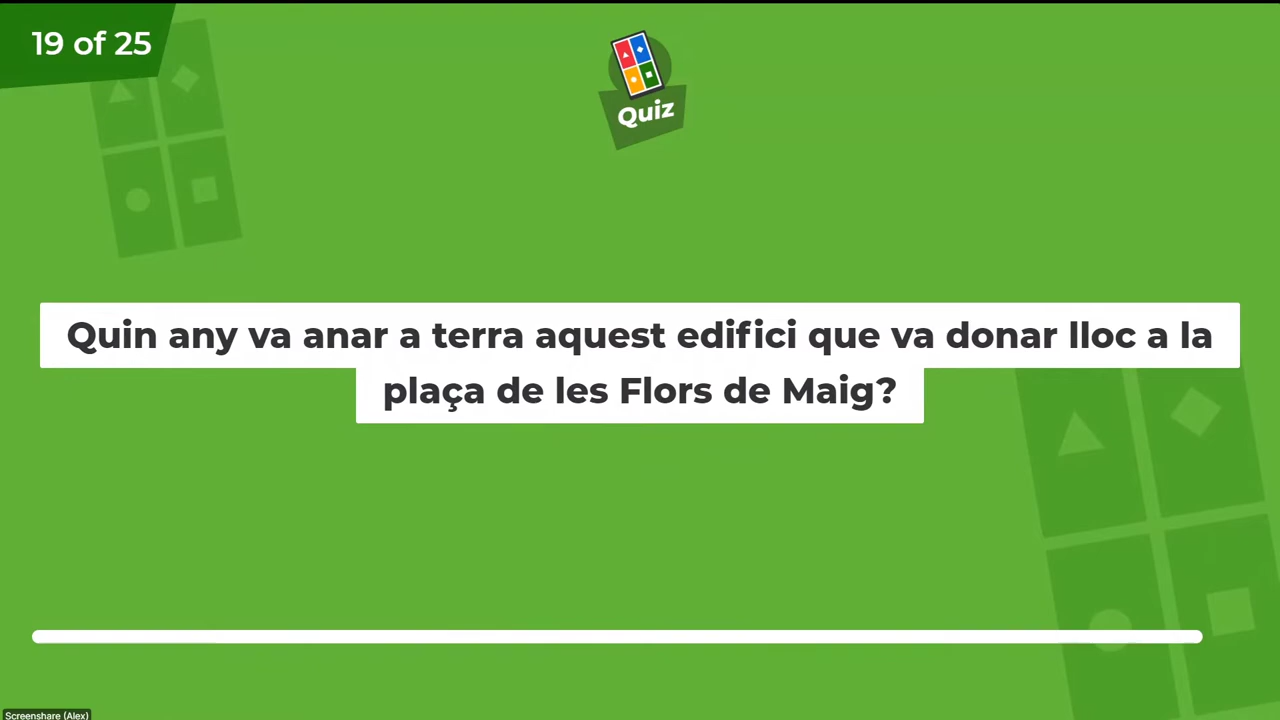 19 of 25
Quiz
Quin any va anar a terra aquest edifici que va donar lloc a la
plaça de les Flors de Maig?
Screenshare (Alex)